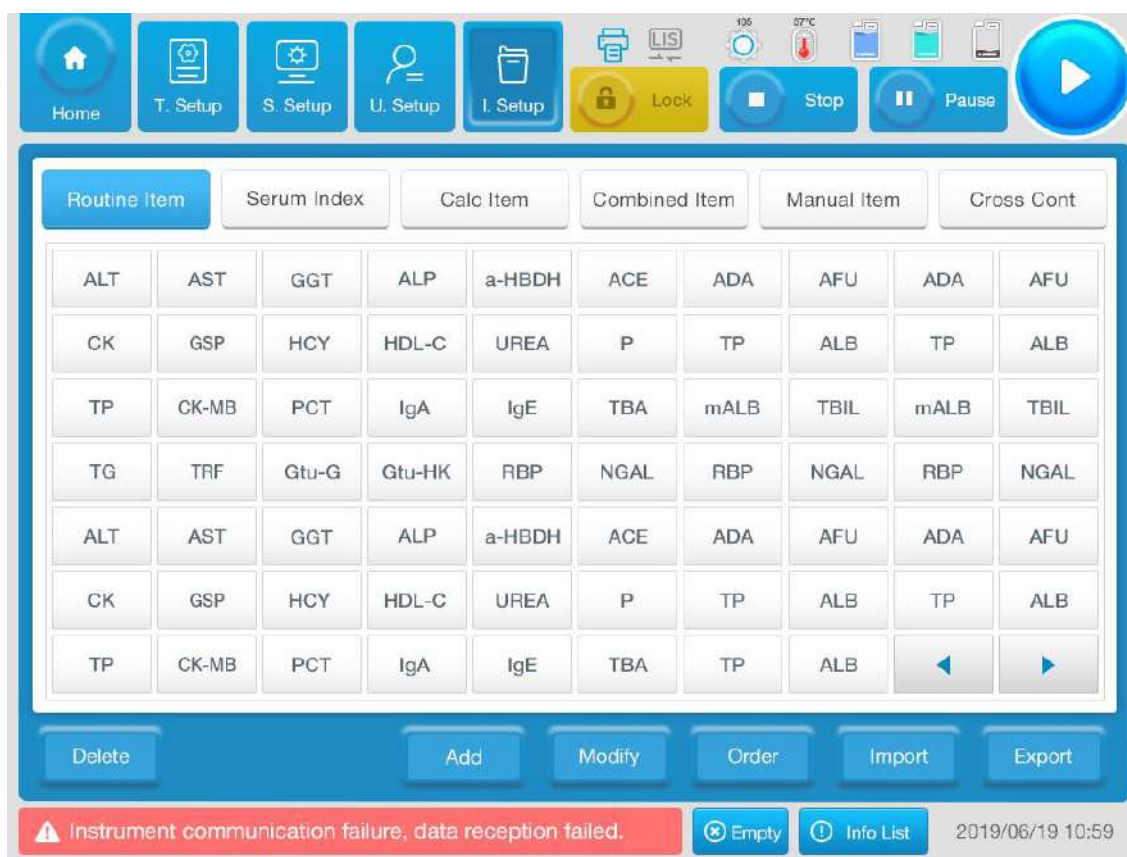 105 37°C
LIS
Home T. Setup S. Setup U. Setup I. Setup Lock Stop Pause
Routine Item Serum Index Calc Item Combined Item Manual Item Cross Cont
ALT AST GGT ALP a-HBDH ACE ADA AFU ADA AFU
CK GSP HCY HDL-C UREA P TP ALB TP ALB
TP CK-MB PCT IgA IgE TBA mALB TBIL mALB TBIL
TG TRF Gtu-G Gtu-HK RBP NGAL RBP NGAL RBP NGAL
ALT AST GGT ALP a-HBDH ACE ADA AFU ADA AFU
CK GSP HCY HDL-C UREA P TP ALB TP ALB
TP CK-MB PCT IgA IgE TBA TP ALB
Delete Add Modify Order Import Export
Instrument communication failure, data reception failed. Empty Info List 2019/06/19 10:59